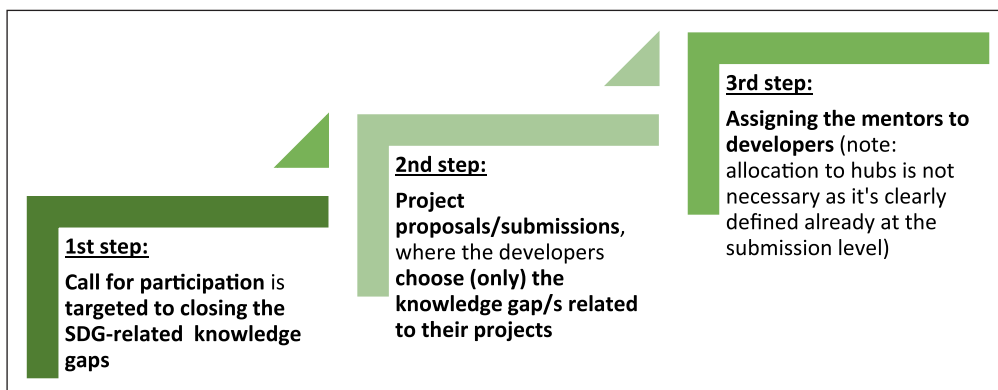 1st step:
Call for participation is
targeted to closing the
SDG-related knowledge
gaps
2nd step:
Project
proposals/submissions,
where the developers
choose (only) the
knowledge gap/s related
to their projects
3rd step:
Assigning the mentors to
developers (note:
allocation to hubs is not
necessary as it's clearly
defined already at the
submission level)